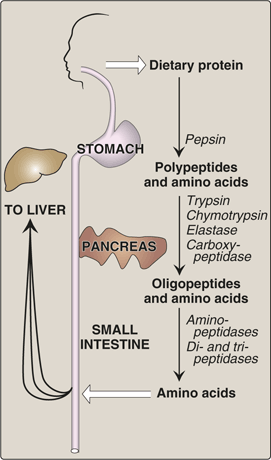 Dietary protein
STOMACH
Pepsin
Polypeptides
and amino acids
TO LIVER
Trypsin
Chymotrypsin
Elastase
Carboxy-
peptidase
PANCREAS
Oligopeptides
and amino acids
SMALL
INTESTINE
Amino-
peptidases
Di- and tri-
peptidases
Amino acids